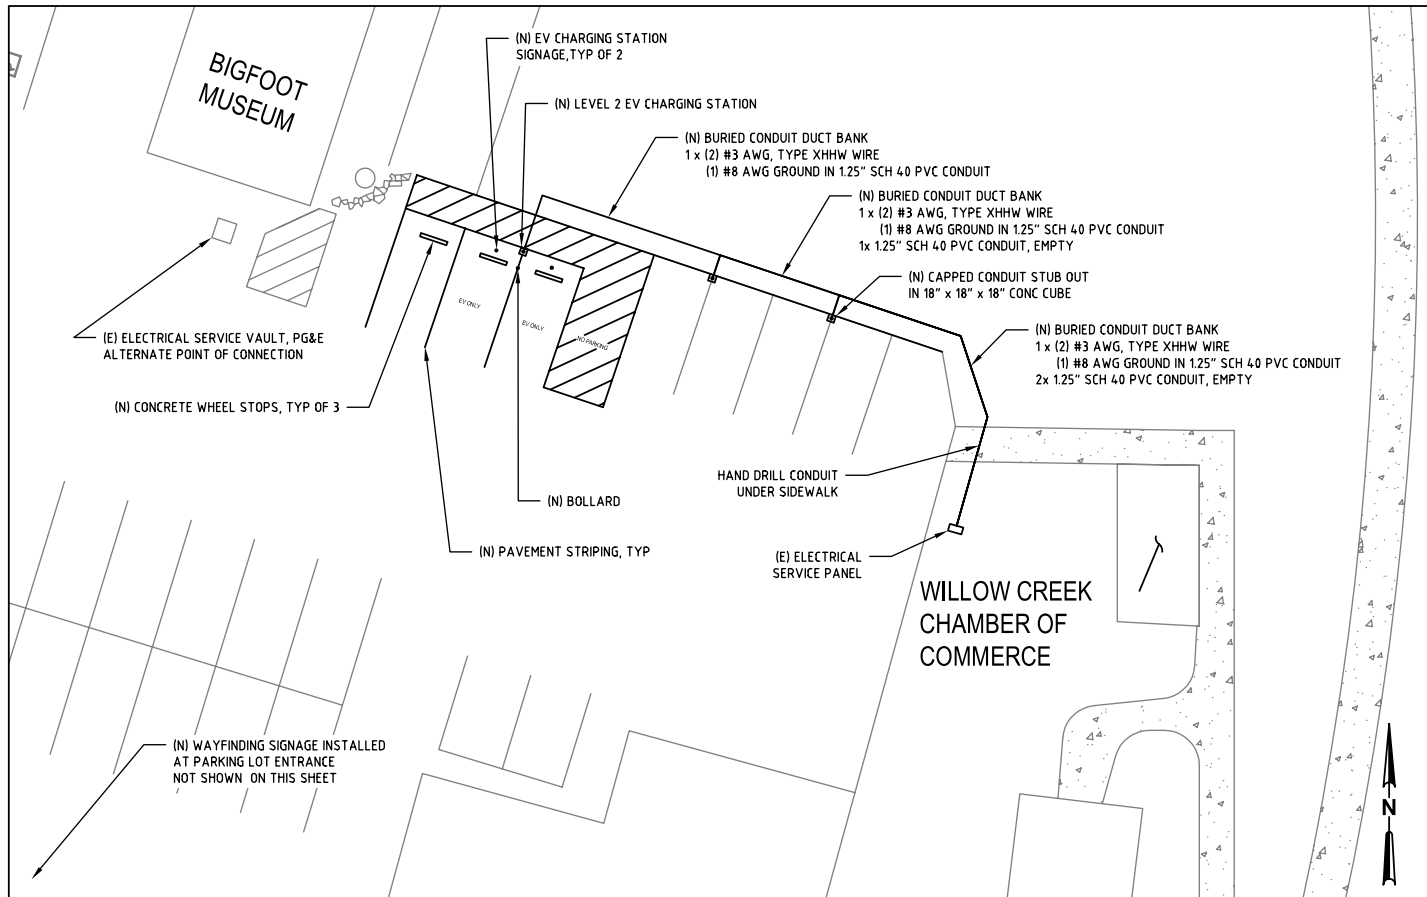 (N) EV CHARGING STATION
SIGNAGE, TYP OF 2
BIGFOOT
MUSEUM
(N) LEVEL 2 EV CHARGING STATION
(N) BURIED CONDUIT DUCT BANK
1 x (2) #3 AWG, TYPE XHHW WIRE
(1) #8 AWG GROUND IN 1.25" SCH 40 PVC CONDUIT
(N) BURIED CONDUIT DUCT BANK
1 x (2) #3 AWG, TYPE XHHW WIRE
(1) #8 AWG GROUND IN 1.25" SCH 40 PVC CONDUIT
1x 1.25" SCH 40 PVC CONDUIT, EMPTY
(N) CAPPED CONDUIT STUB OUT
IN 18" x 18" x 18" CONC CUBE
(N) BURIED CONDUIT DUCT BANK
1 x (2) #3 AWG, TYPE XHHW WIRE
(1) #8 AWG GROUND IN 1.25" SCH 40 PVC CONDUIT
2x 1.25" SCH 40 PVC CONDUIT, EMPTY
EV ONLY
EV ONLY
NO PARKING
(E) ELECTRICAL SERVICE VAULT, PG&E
ALTERNATE POINT OF CONNECTION
(N) CONCRETE WHEEL STOPS, TYP OF 3
HAND DRILL CONDUIT
UNDER SIDEWALK
(N) BOLLARD
(N) PAVEMENT STRIPING, TYP
(E) ELECTRICAL
SERVICE PANEL
WILLOW CREEK
CHAMBER OF
COMMERCE
(N) WAYFINDING SIGNAGE INSTALLED
AT PARKING LOT ENTRANCE
NOT SHOWN ON THIS SHEET
N